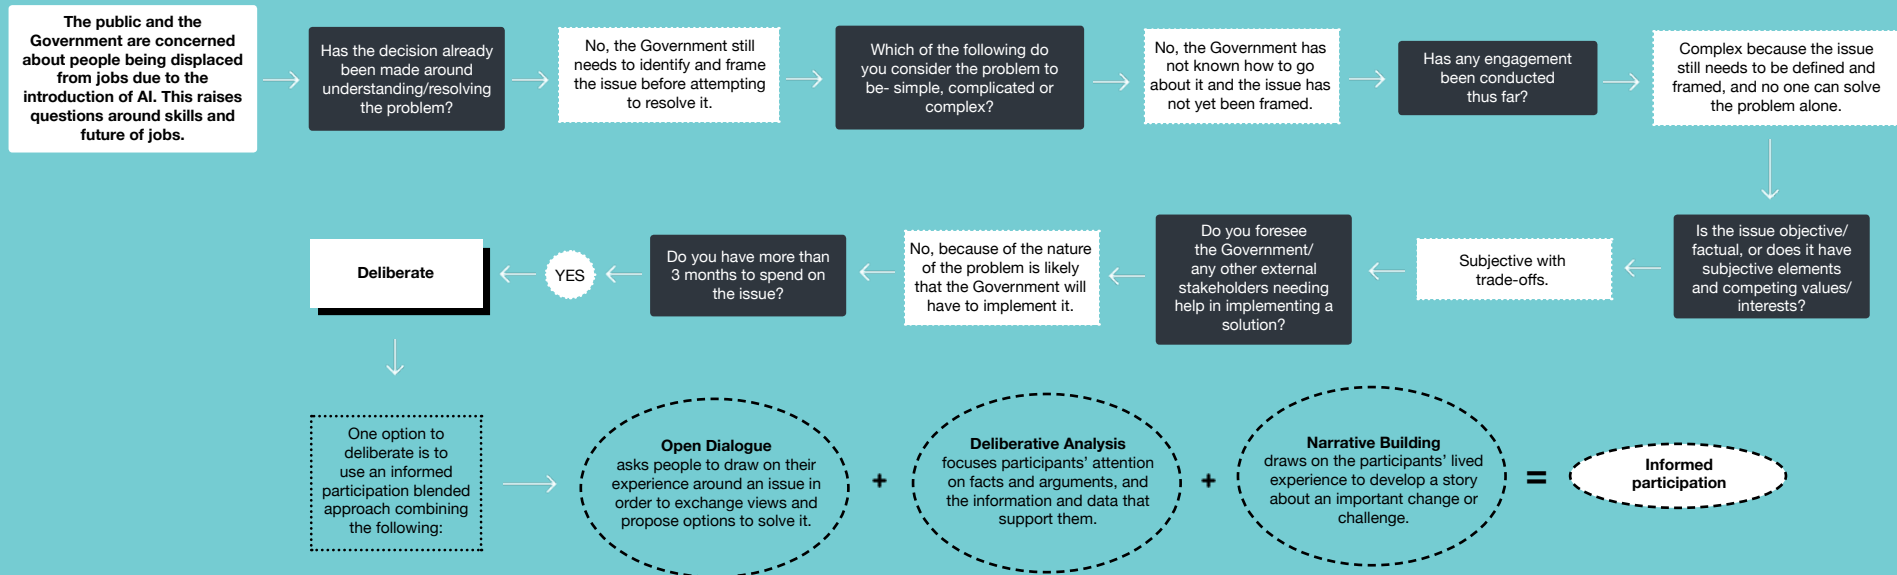 The public and the
Government are concerned
about people being displaced
from jobs due to the
introduction of AI. This raises
questions around skills and
future of jobs.
Has the decision already
been made around
understanding/resolving
the problem?
No, the Government still
needs to identify and frame
the issue before attempting
to resolve it.
Which of the following do
you consider the problem to
be- simple, complicated or
complex?
No, the Government has
not known how to go
about it and the issue has
not yet been framed.
Has any engagement
been conducted
thus far?
Complex because the issue
still needs to be defined and
framed, and no one can solve
the problem alone.
Is the issue objective/
factual, or does it have
subjective elements
and competing values/
interests?
Subjective with
trade-offs.
Do you foresee
the Government/
any other external
stakeholders needing
help in implementing a
solution?
No, because of the nature
of the problem is likely
that the Government will
have to implement it.
Do you have more than
3 months to spend on
the issue?
YES
Deliberate
One option to
deliberate is to
use an informed
participation blended
approach combining
the following:
Open Dialogue
asks people to draw on their
experience around an issue in
order to exchange views and
propose options to solve it.
+
Deliberative Analysis
focuses participants’ attention
on facts and arguments, and
the information and data that
support them.
+
Narrative Building
draws on the participants’ lived
experience to develop a story
about an important change or
challenge.
=
Informed
participation